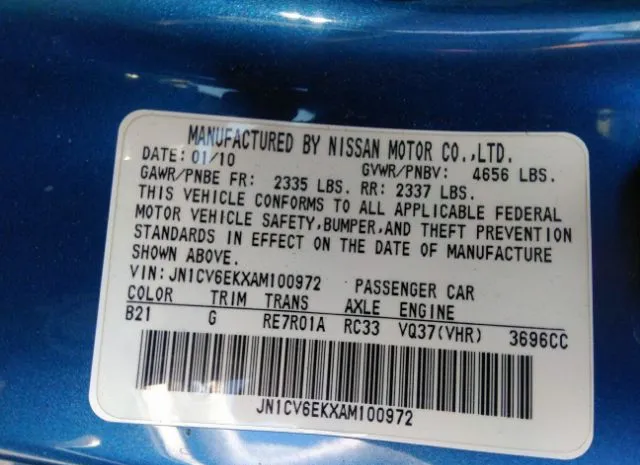 MANUFACTURED BY NISSAN MOTOR CO.,LTD.
DATE: 01/10 GVWR/PNBV: 4656 LBS.
GAWR/PNBE FR: 2335 LBS. RR: 2337 LBS.
THIS VEHICLE CONFORMS TO ALL APPLICABLE FEDERAL
MOTOR VEHICLE SAFETY,BUMPER,AND THEFT PREVENTION
STANDARDS IN EFFECT ON THE DATE OF MANUFACTURE
SHOWN ABOVE.
VIN: JN1CV6EKXAM100972 PASSENGER CAR
COLOR TRIM TRANS AXLE ENGINE
B21 G RE7R01A RC33 VQ37(VHR) 3696CC
JN1CV6EKXAM100972